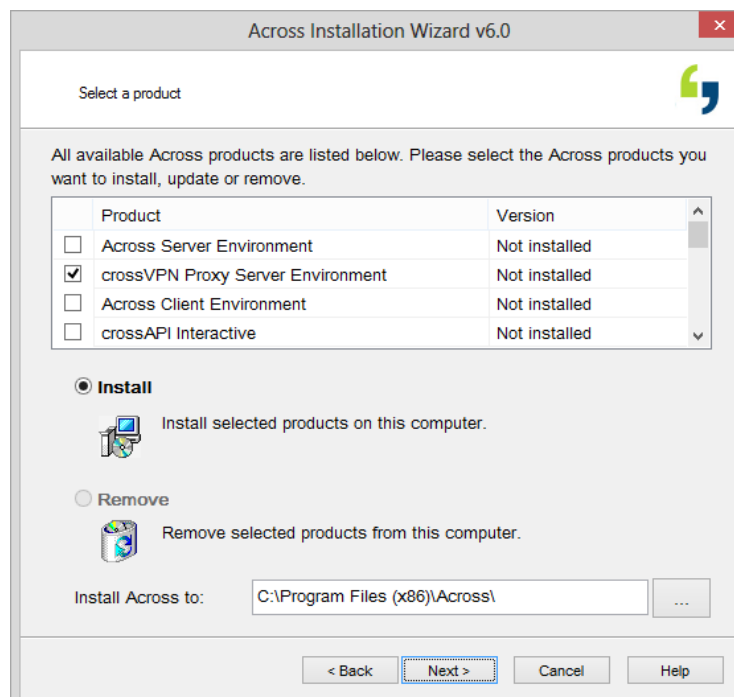 Across Installation Wizard v6.0
Select a product
All available Across products are listed below. Please select the Across products you
want to install, update or remove.
Product Version
Across Server Environment Not installed
crossVPN Proxy Server Environment Not installed
Across Client Environment Not installed
crossAPI Interactive Not installed
Install
Install selected products on this computer.
Remove
Remove selected products from this computer.
Install Across to: C:\Program Files (x86)\Across\ ...
< Back Next > Cancel Help